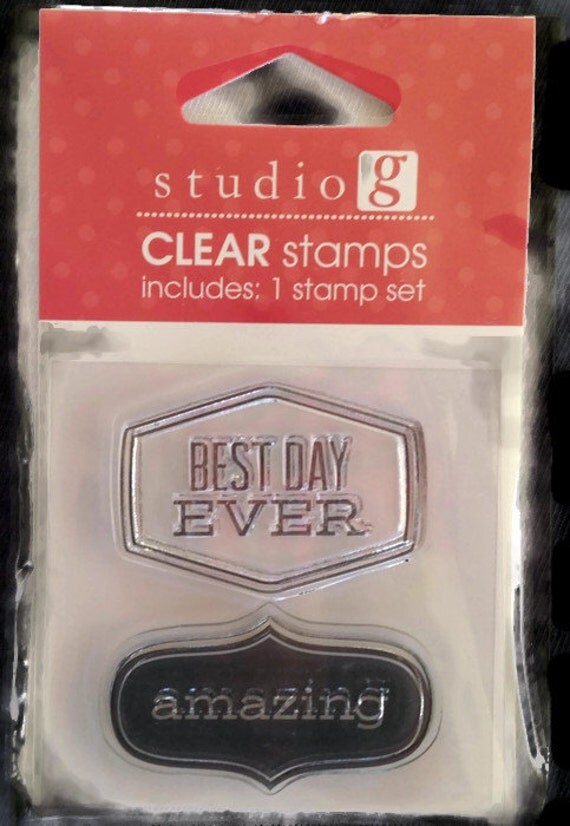 studio g
CLEAR stamps
includes: 1 stamp set
BEST DAY
EVER.
amazing